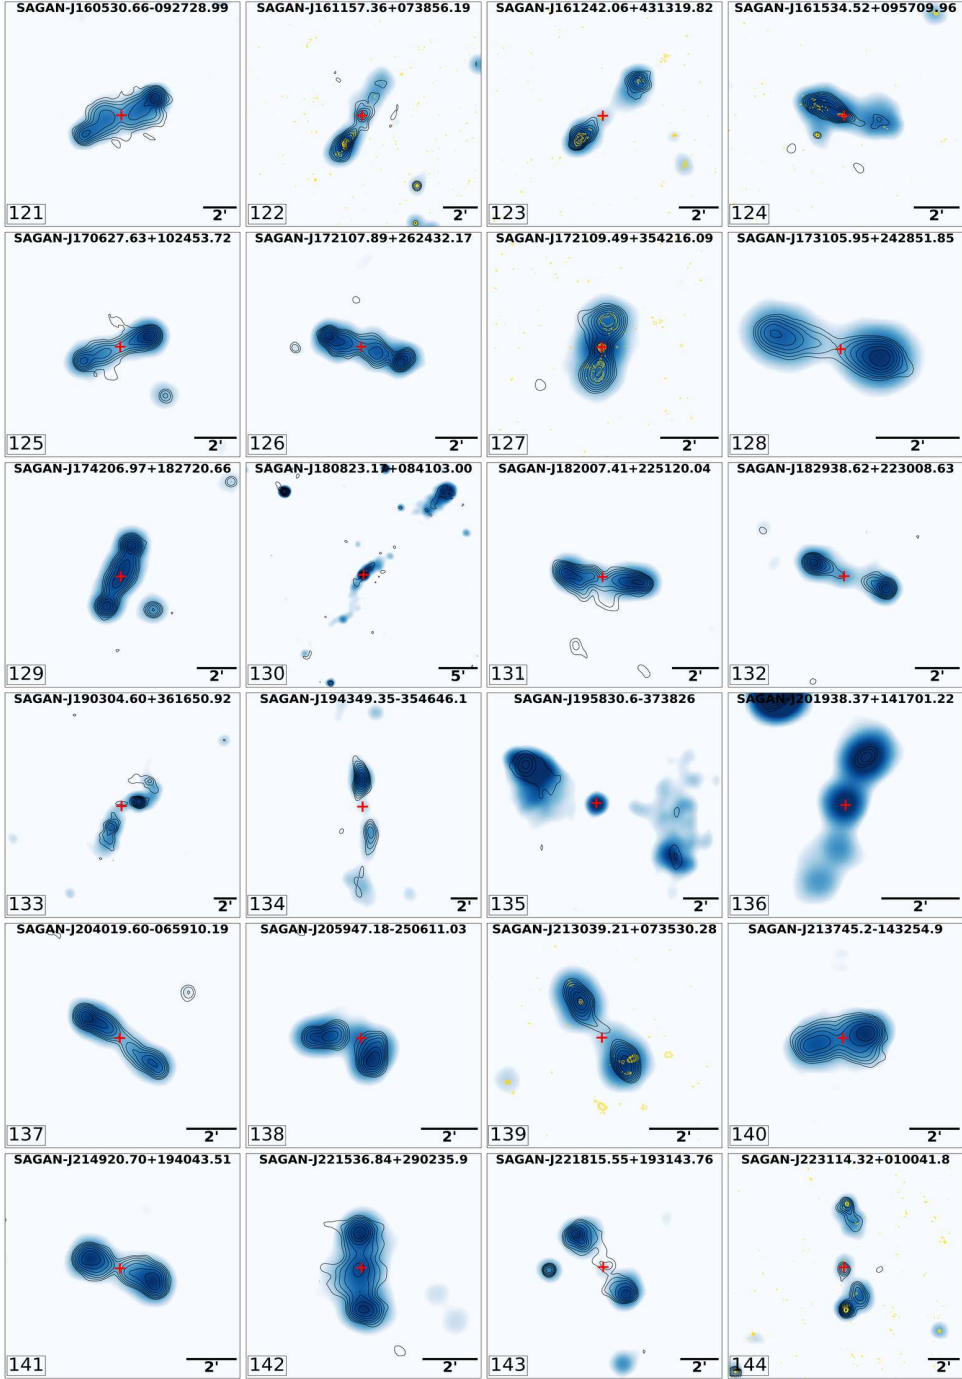 SAGAN-J160530.66-092728.99 SAGAN-J161157.36+073856.19 SAGAN-J161242.06+431319.82 SAGAN-J161534.52+095709.96
2' 2' 2' 2'
121 122 123 124
SAGAN-J170627.63+102453.72 SAGAN-J172107.89+262432.17 SAGAN-J172109.49+354216.09 SAGAN-J173105.95+242851.85
2' 2' 2' 2'
125 126 127 128
SAGAN-J174206.97+182720.66 SAGAN-J180823.17+084103.00 SAGAN-J182007.41+225120.04 SAGAN-J182938.62+223008.63
2' 5' 2' 2'
129 130 131 132
SAGAN-J190304.60+361650.92 SAGAN-J194349.35-354646.1 SAGAN-J195830.6-373826 SAGAN-J201938.37+141701.22
2' 2' 2' 2'
133 134 135 136
SAGAN-J204019.60-065910.19 SAGAN-J205947.18-250611.03 SAGAN-J213039.21+073530.28 SAGAN-J213745.2-143254.9
2' 2' 2' 2'
137 138 139 140
SAGAN-J214920.70+194043.51 SAGAN-J221536.84+290235.9 SAGAN-J221815.55+193143.76 SAGAN-J223114.32+010041.8
2' 2' 2' 2'
141 142 143 144